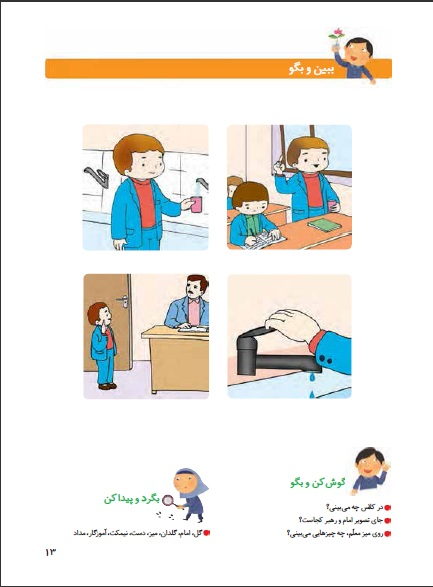 ببین و بگو
گوش کن و بگو
در کلاس چه می‌بینی؟
جای تصویر امام و رهبر کجاست؟
روی میز معلّم، چه چیزهایی می‌بینی؟
بگرد و پیدا کن
گل، امام، گلدان، میز، دست، نیمکت، آموزگار، مداد
۱۳